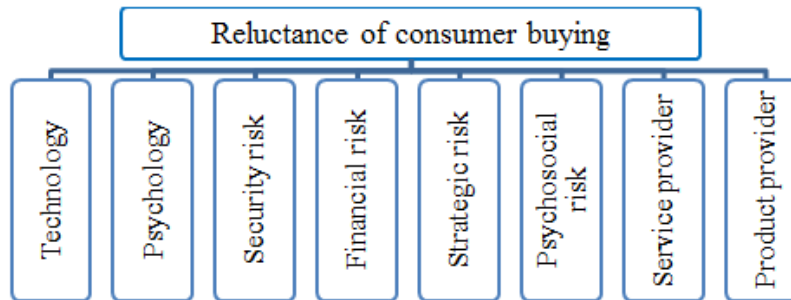 Reluctance of consumer buying
Technology
Psychology
Security risk
Financial risk
Strategic risk
Psychosocial
risk
Service provider
Product provider